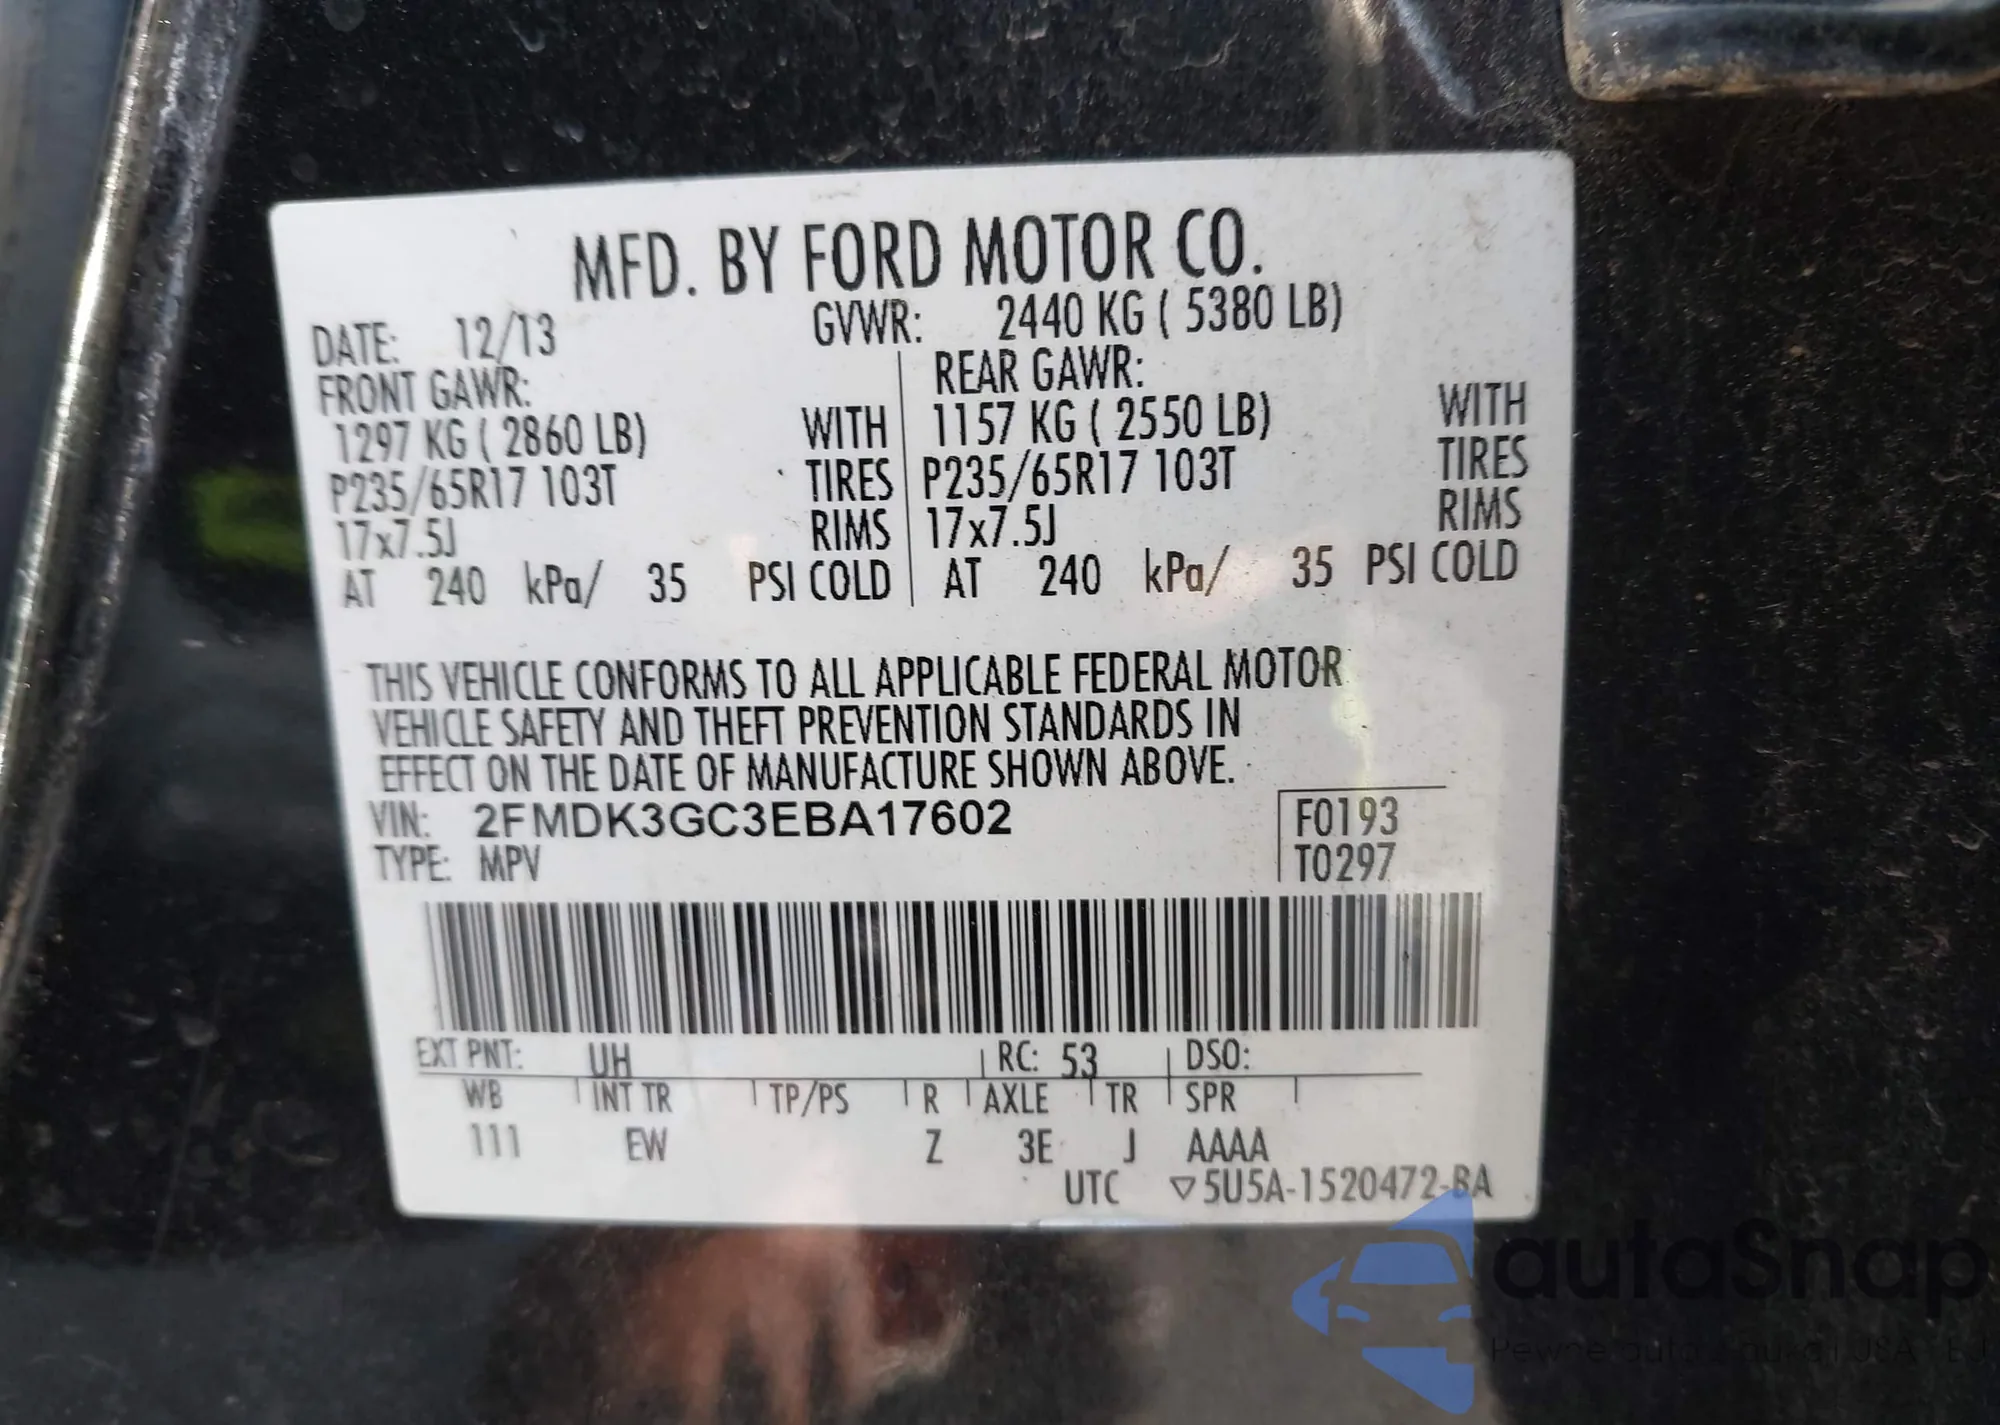 MFD. BY FORD MOTOR CO.
DATE: 12/13 GVWR: 2440 KG ( 5380 LB)
FRONT GAWR: REAR GAWR:
1297 KG ( 2860 LB) WITH 1157 KG ( 2550 LB) WITH
P235/65R17 103T TIRES P235/65R17 103T TIRES
17x7.5J RIMS 17x7.5J RIMS
AT 240 kPa/ 35 PSI COLD AT 240 kPa/ 35 PSI COLD
THIS VEHICLE CONFORMS TO ALL APPLICABLE FEDERAL MOTOR
VEHICLE SAFETY AND THEFT PREVENTION STANDARDS IN
EFFECT ON THE DATE OF MANUFACTURE SHOWN ABOVE.
VIN: 2FMDK3GC3EBA17602 F0193
TYPE: MPV T0297
EXT PNT: UH RC: 53 DSO:
WB INT TR TP/PS R AXLE TR SPR
111 EW Z 3E J AAAA
UTC ▽5U5A-1520472-BA
autoSnap